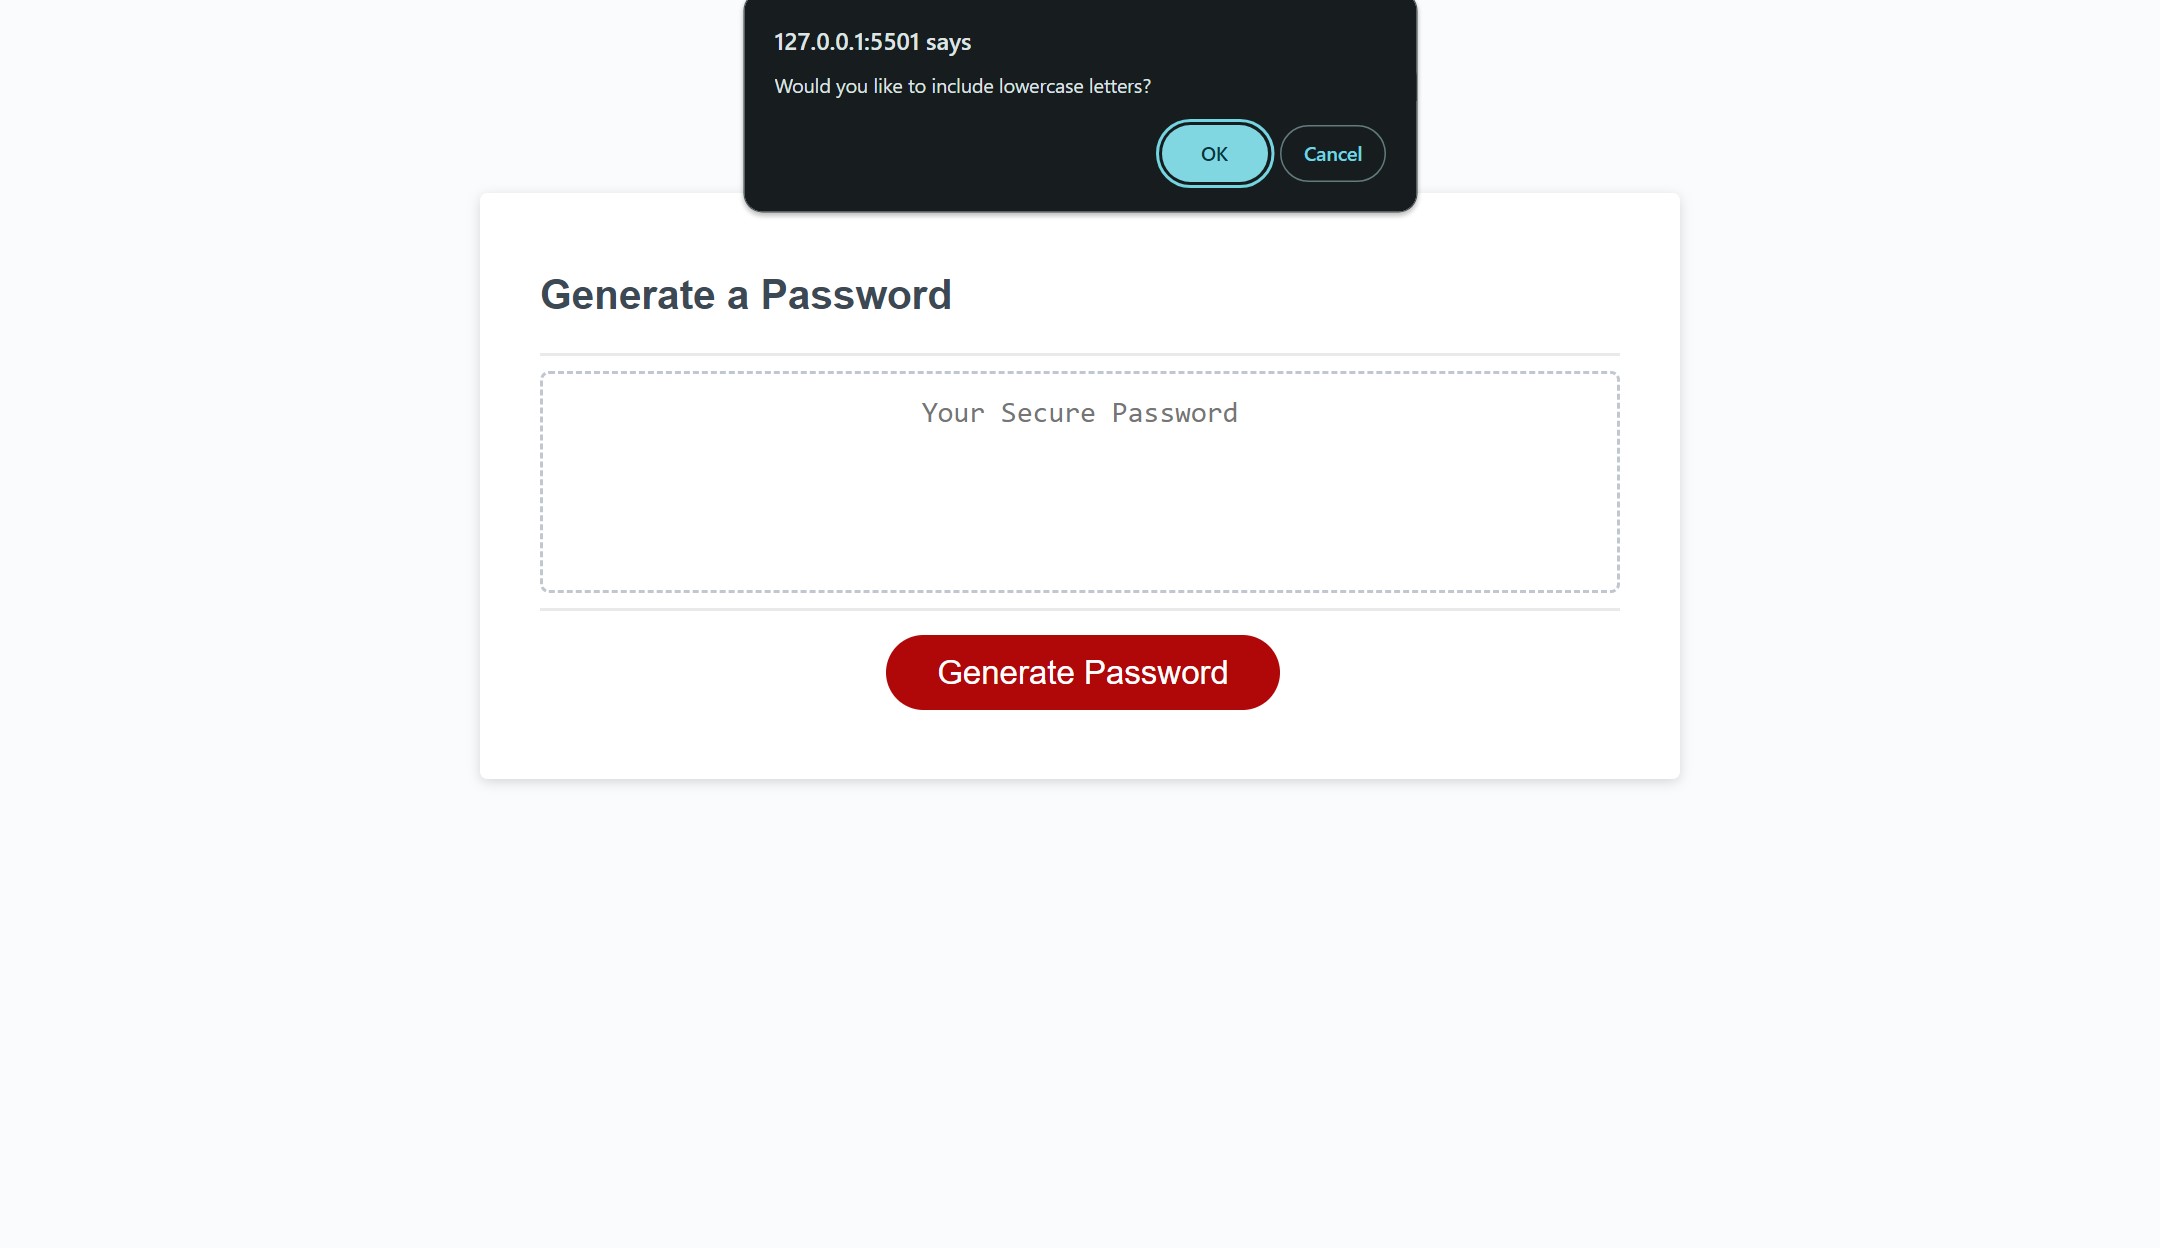 127.0.0.1:5501 says
Would you like to include lowercase letters?
OK Cancel
Generate a Password
Your Secure Password
Generate Password